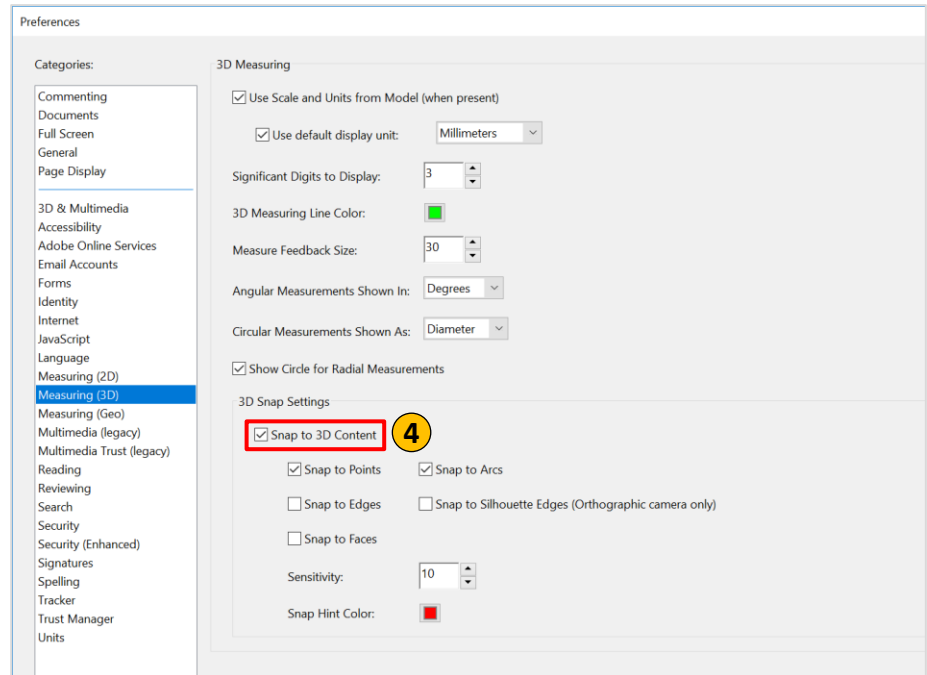 Preferences
Categories:
Commenting
Documents
Full Screen
General
Page Display
3D & Multimedia
Accessibility
Adobe Online Services
Email Accounts
Forms
Identity
Internet
JavaScript
Language
Measuring (2D)
Measuring (3D)
Measuring (Geo)
Multimedia (legacy)
Multimedia Trust (legacy)
Reading
Reviewing
Search
Security
Security (Enhanced)
Signatures
Spelling
Tracker
Trust Manager
Units
3D Measuring
Use Scale and Units from Model (when present)
Use default display unit: Millimeters
Significant Digits to Display: 3
3D Measuring Line Color:
Measure Feedback Size: 30
Angular Measurements Shown In: Degrees
Circular Measurements Shown As: Diameter
Show Circle for Radial Measurements
3D Snap Settings
Snap to 3D Content 4
Snap to Points Snap to Arcs
Snap to Edges Snap to Silhouette Edges (Orthographic camera only)
Snap to Faces
Sensitivity: 10
Snap Hint Color: